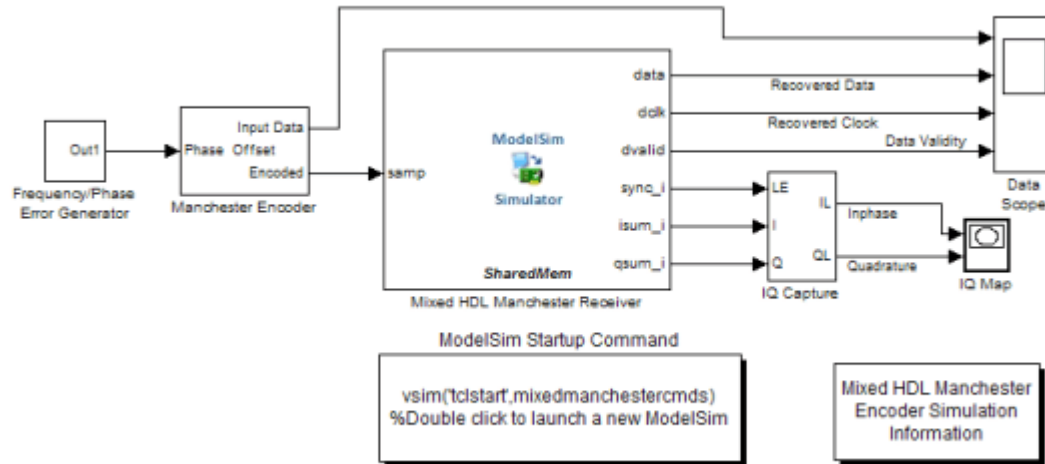 data
Recovered Data
Input Data
dclk
Recovered Clock
Out1
Phase Offset
ModelSim
dvalid
Data Validity
Encoded
samp
Simulator
sync_i
LE
IL
Data
Scope
Frequency/Phase
Error Generator
Manchester Encoder
isum_i
I
Inphase
SharedMem
qsum_i
Q
QL
Quadrature
IQ Map
Mixed HDL Manchester Receiver
IQ Capture
ModelSim Startup Command
vsim('tclstart',mixedmanchestercmds)
%Double click to launch a new ModelSim
Mixed HDL Manchester
Encoder Simulation
Information